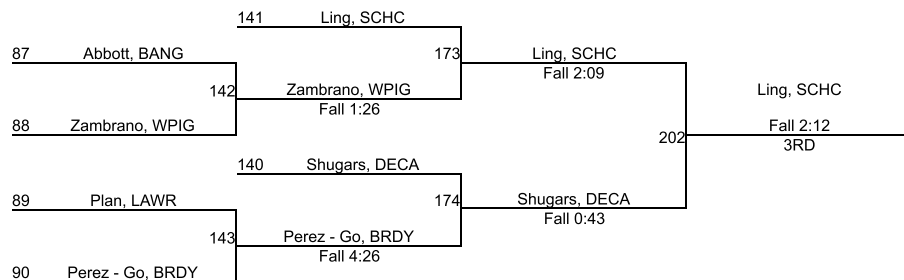 141 Ling, SCHC
87 Abbott, BANG
173 Ling, SCHC
Fall 2:09
142 Zambrano, WPIG
Fall 1:26
Ling, SCHC
88 Zambrano, WPIG
Fall 2:12
202
3RD
140 Shugars, DECA
89 Plan, LAWR
174 Shugars, DECA
Fall 0:43
143 Perez - Go, BRDY
Fall 4:26
90 Perez - Go, BRDY